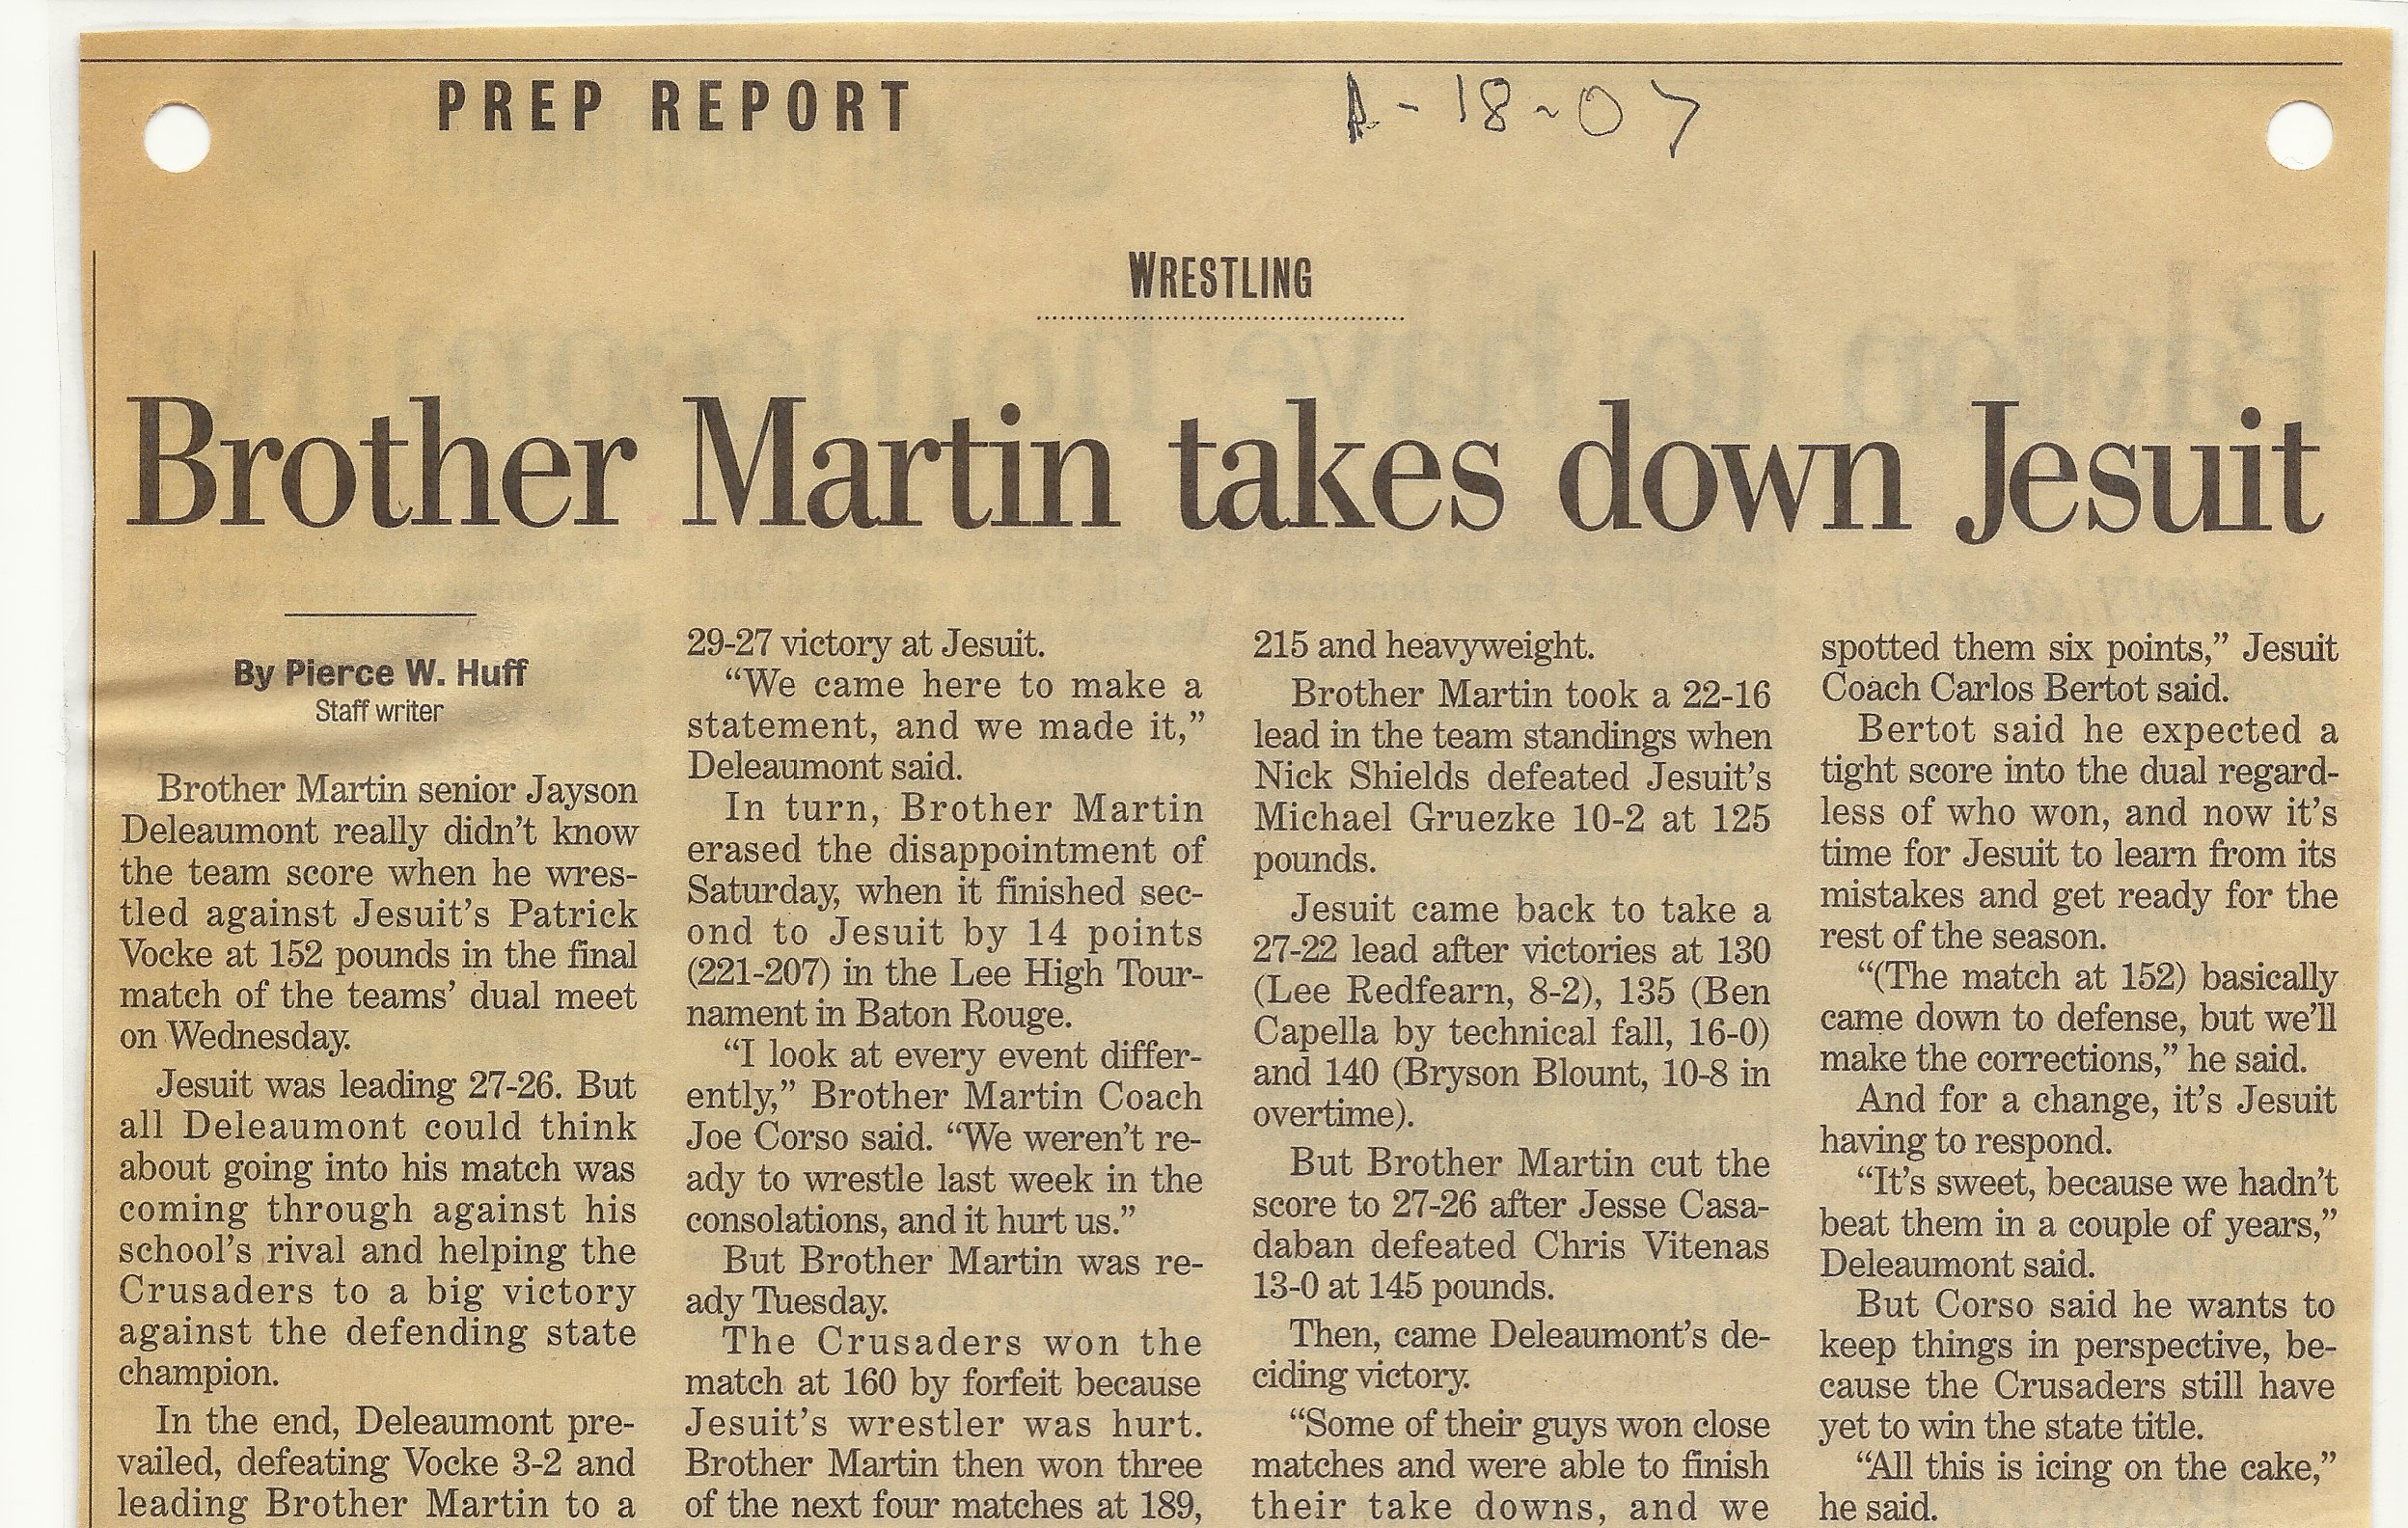 PREP REPORT
1-18-07
WRESTLING
Brother Martin takes down Jesuit
By Pierce W. Huff
Staff writer
Brother Martin senior Jayson
Deleaumont really didn't know
the team score when he wres-
tled against Jesuit's Patrick
Vocke at 152 pounds in the final
match of the teams' dual meet
on Wednesday.
Jesuit was leading 27-26. But
all Deleaumont could think
about going into his match was
coming through against his
school's rival and helping the
Crusaders to a big victory
against the defending state
champion.
In the end, Deleaumont pre-
vailed, defeating Vocke 3-2 and
leading Brother Martin to a
29-27 victory at Jesuit.
“We came here to make a
statement, and we made it,”
Deleaumont said.
In turn, Brother Martin
erased the disappointment of
Saturday, when it finished sec-
ond to Jesuit by 14 points
(221-207) in the Lee High Tour-
nament in Baton Rouge.
“I look at every event differ-
ently,” Brother Martin Coach
Joe Corso said. “We weren't re-
ady to wrestle last week in the
consolations, and it hurt us.”
But Brother Martin was re-
ady Tuesday.
The Crusaders won the
match at 160 by forfeit because
Jesuit's wrestler was hurt.
Brother Martin then won three
of the next four matches at 189,
215 and heavyweight.
Brother Martin took a 22-16
lead in the team standings when
Nick Shields defeated Jesuit's
Michael Gruezke 10-2 at 125
pounds.
Jesuit came back to take a
27-22 lead after victories at 130
(Lee Redfearn, 8-2), 135 (Ben
Capella by technical fall, 16-0)
and 140 (Bryson Blount, 10-8 in
overtime).
But Brother Martin cut the
score to 27-26 after Jesse Casa-
daban defeated Chris Vitenas
13-0 at 145 pounds.
Then, came Deleaumont's de-
ciding victory.
“Some of their guys won close
matches and were able to finish
their take downs, and we
spotted them six points,” Jesuit
Coach Carlos Bertot said.
Bertot said he expected a
tight score into the dual regard-
less of who won, and now it's
time for Jesuit to learn from its
mistakes and get ready for the
rest of the season.
“(The match at 152) basically
came down to defense, but we'll
make the corrections,” he said.
And for a change, it's Jesuit
having to respond.
“It's sweet, because we hadn't
beat them in a couple of years,”
Deleaumont said.
But Corso said he wants to
keep things in perspective, be-
cause the Crusaders still have
yet to win the state title.
“All this is icing on the cake,”
he said.